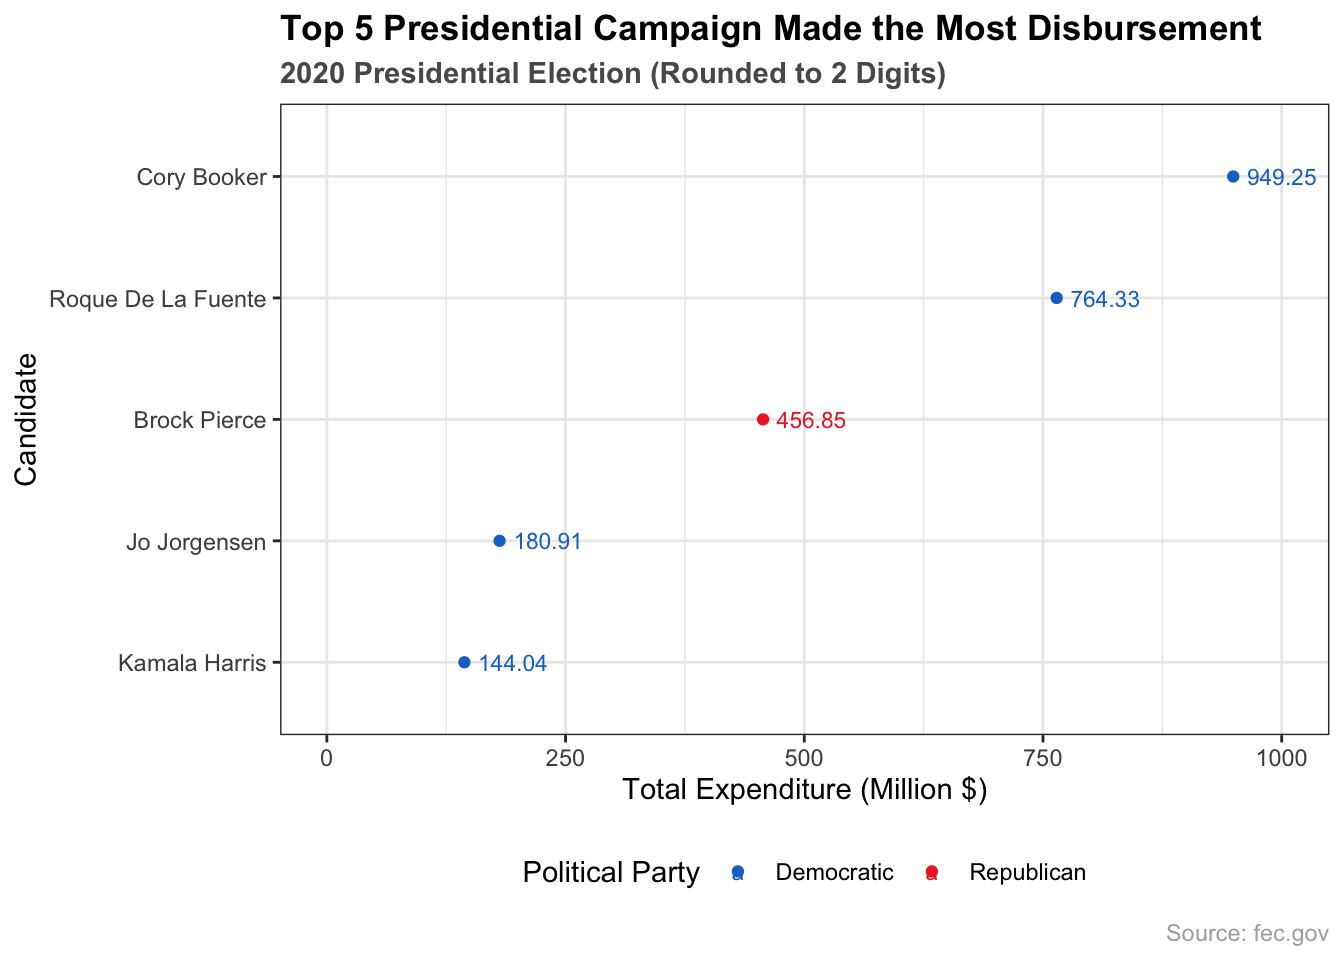 Top 5 Presidential Campaign Made the Most Disbursement
2020 Presidential Election (Rounded to 2 Digits)
Candidate
Cory Booker 949.25
Roque De La Fuente 764.33
Brock Pierce 456.85
Jo Jorgensen 180.91
Kamala Harris 144.04
0 250 500 750 1000
Total Expenditure (Million $)
Political Party a Democratic a Republican
Source: fec.gov